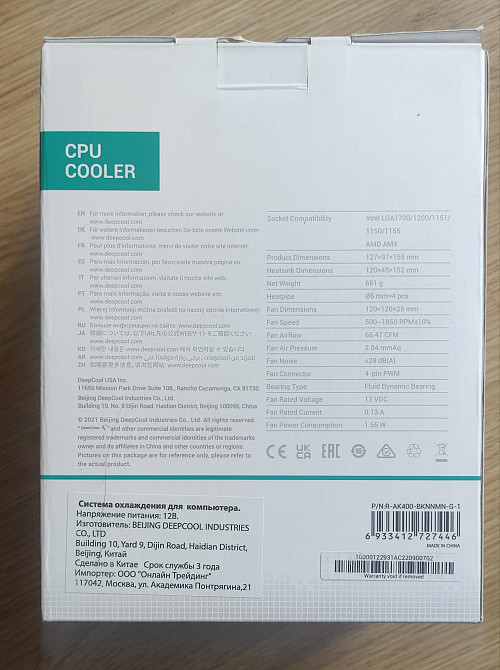 CPU
COOLER
EN For more information, please check our website at:
www.deepcool.com
DE Für weitere Informationen besuchen Sie bitte unsere Website unter:
www.deepcool.com
FR Pour plus d'informations, merci de visiter notre site internet:
www.deepcool.com
ES Para más información, por favor,visite nuestra página en:
www.deepcool.com
IT Per ulteriori informazioni, visitate il nostro sito web:
www.deepcool.com
PT Para mais informação, visita o nosso website em:
www.deepcool.com
PL Więcej informacji można znaleźć na naszej stronie internetowej:
www.deepcool.com
RU Больше информации на сайте: www.deepcool.com
JA 詳細については、以下URL先の公式WEBサイトをご確認ください。
www.deepcool.com
KO 자세한 내용은 www.deepcool.com 에서 확인하실 수 있습니다
AR www.deepcool.com
ZH 如需要更多信息, 请浏览网站: www.deepcool.com
DeepCool USA Inc.
11650 Mission Park Drive Suite 108., Rancho Cucamonga, CA 91730
Beijing DeepCool Industries Co., Ltd.
Building 10, No. 9 Dijin Road, Haidian District, Beijing 100095, China
© 2021 Beijing DeepCool Industries Co., Ltd. All rights reserved.
and other commercial identities are legitimate
registered trademarks and commercial identities of the trademarks
owner and its affiliates in China and other countries or regions.
Pictures on this package are for reference only, please refer to
the actual product.
Socket Compatibility Intel LGA1700/1200/1151/
1150/1155
AMD AM4
Product Dimensions 127×97×155 mm
Heatsink Dimensions 120×45×152 mm
Net Weight 661 g
Heatpipe Ø6 mm×4 pcs
Fan Dimensions 120×120×25 mm
Fan Speed 500~1850 RPM±10%
Fan Airflow 66.47 CFM
Fan Air Pressure 2.04 mmAq
Fan Noise ≤29 dB(A)
Fan Connector 4-pin PWM
Bearing Type Fluid Dynamic Bearing
Fan Rated Voltage 12 VDC
Fan Rated Current 0.13 A
Fan Power Consumption 1.56 W
CE UK CA EAC 10
Система охлаждения для компьютера.
Напряжение питания: 12В.
Изготовитель: BEIJING DEEPCOOL INDUSTRIES
CO., LTD
Building 10, Yard 9, Dijin Road, Haidian District,
Beijing, Китай
Сделано в Китае Срок службы 3 года
Импортер: ООО "Онлайн Трейдинг"
117042, Москва, ул. Академика Понтрягина,21
P/N:R-AK400-BKNNMN-G-1
6 933412 727446
MADE IN CHINA
10000122931AC220900702
Warranty void if removed